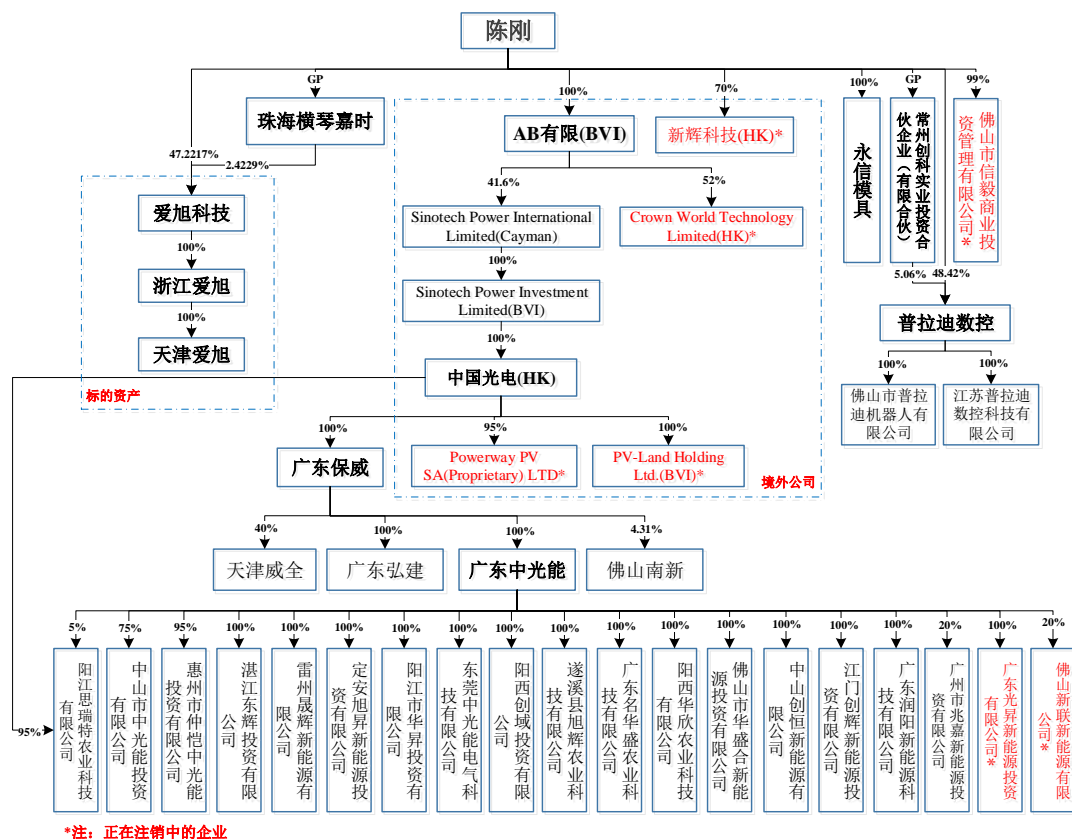 陈刚
GP
100%
70%
100%
GP
99%
珠海横琴嘉时
AB有限(BVI)
新辉科技(HK)*
永信模具
常州创科实业投资合
伙企业（有限合伙）
佛山市信毅商业投
资管理有限公司*
47.2217%
2.4229%
41.6%
52%
爱旭科技
Sinotech Power International
Limited(Cayman)
Crown World Technology
Limited(HK)*
100%
100%
5.06%
48.42%
浙江爱旭
Sinotech Power Investment
Limited(BVI)
普拉迪数控
100%
100%
100%
100%
天津爱旭
中国光电(HK)
佛山市普拉
迪机器人有
限公司
江苏普拉迪
数控科技有
限公司
标的资产
100%
95%
100%
广东保威
Powerway PV
SA(Proprietary) LTD*
PV-Land Holding
Ltd.(BVI)*
境外公司
40%
100%
100%
4.31%
天津威全
广东弘建
广东中光能
佛山南新
5%
75%
95%
100%
100%
100%
100%
100%
100%
100%
100%
100%
100%
100%
100%
100%
20%
100%
20%
95%
阳江思瑞特农业科技
有限公司
中山市中光能投资
有限公司
惠州市仲恺中光能
投资有限公司
湛江东辉投资有限
公司
雷州晟辉新能源有
限公司
定安旭昇新能源投
资有限公司
阳江市华昇投资有
限公司
东莞中光能电气科
技有限公司
阳西创域投资有限
公司
遂溪县旭辉农业科
技有限公司
广东名华盛农业科
技有限公司
阳西华欣农业科技
有限公司
佛山市华盛合新能
源投资有限公司
中山创恒新能源有
限公司
江门创辉新能源投
资有限公司
广东润阳新能源科
技有限公司
广州市兆嘉新能源投
资有限公司
广东光昇新能源投资
有限公司*
佛山新联新能源有限
公司*
*注：正在注销中的企业